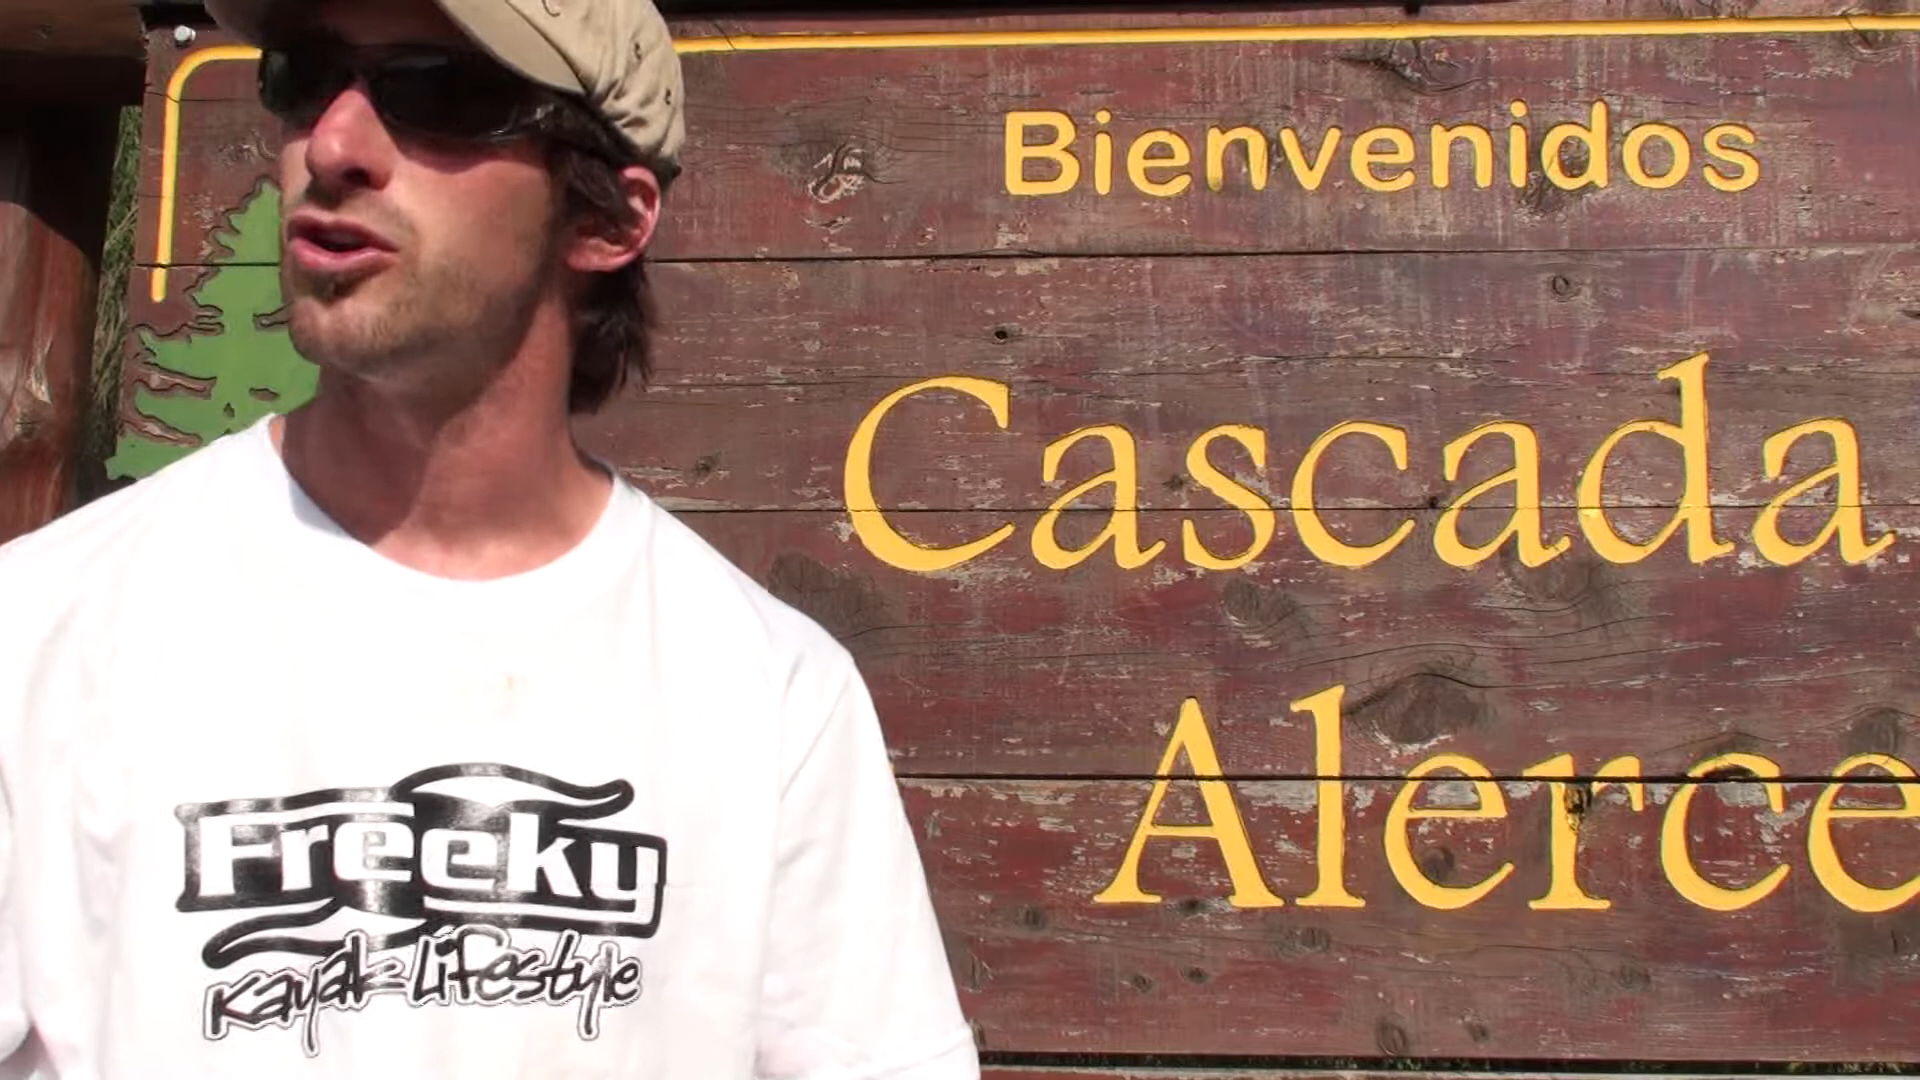 Bienvenidos
Cascada
Alerce
Freeky
Kayak Lifestyle